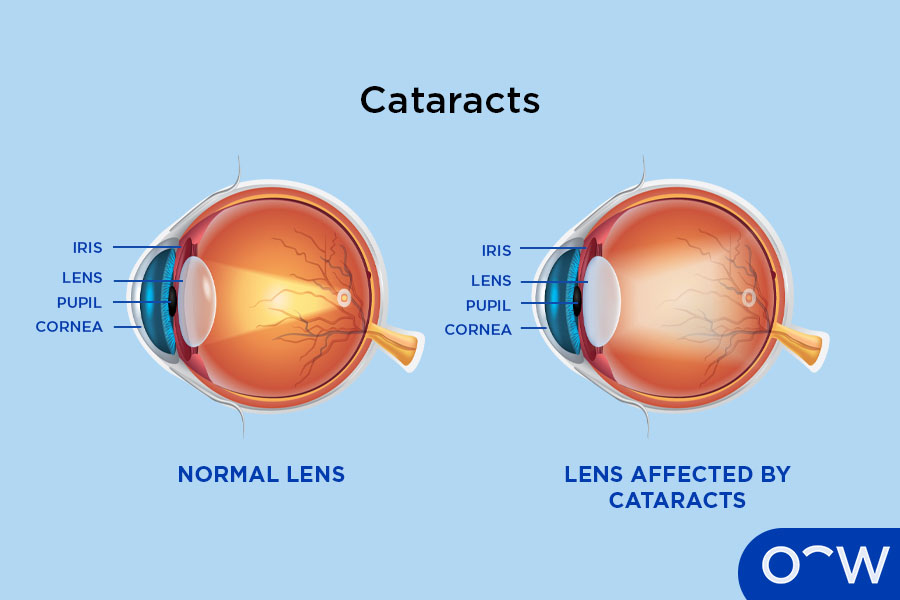 Cataracts
IRIS
LENS
PUPIL
CORNEA
IRIS
LENS
PUPIL
CORNEA
NORMAL LENS
LENS AFFECTED BY
CATARACTS
OW